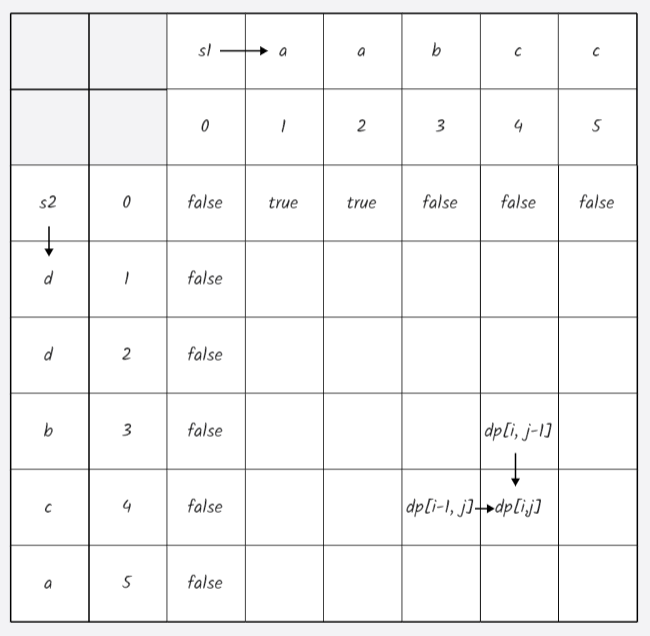 s1 a a b c c
0 1 2 3 4 5
s2 0 false true true false false false
d 1 false
d 2 false
b 3 false dp[i, j-1]
c 4 false dp[i-1, j] dp[i,j]
a 5 false